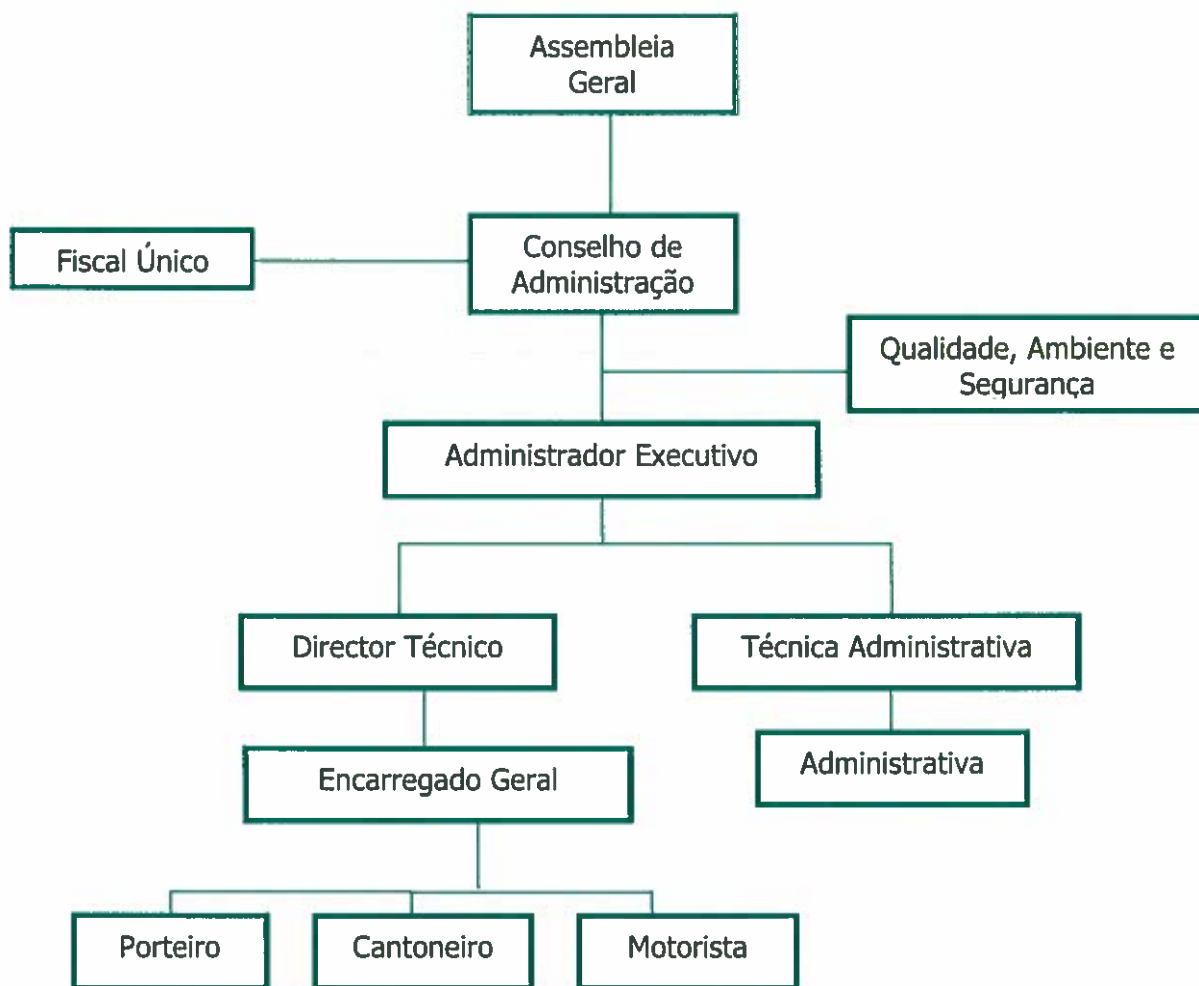 Assembleia
Geral
Fiscal Único
Conselho de
Administração
Qualidade, Ambiente e
Segurança
Administrador Executivo
Director Técnico
Técnica Administrativa
Encarregado Geral
Administrativa
Porteiro
Cantoneiro
Motorista